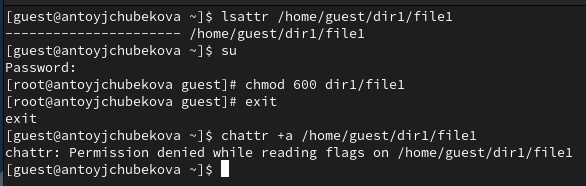 [guest@antoyjchubekova ~]$ lsattr /home/guest/dir1/file1
---------------------- /home/guest/dir1/file1
[guest@antoyjchubekova ~]$ su
Password:
[root@antoyjchubekova guest]# chmod 600 dir1/file1
[root@antoyjchubekova guest]# exit
exit
[guest@antoyjchubekova ~]$ chattr +a /home/guest/dir1/file1
chattr: Permission denied while reading flags on /home/guest/dir1/file1
[guest@antoyjchubekova ~]$